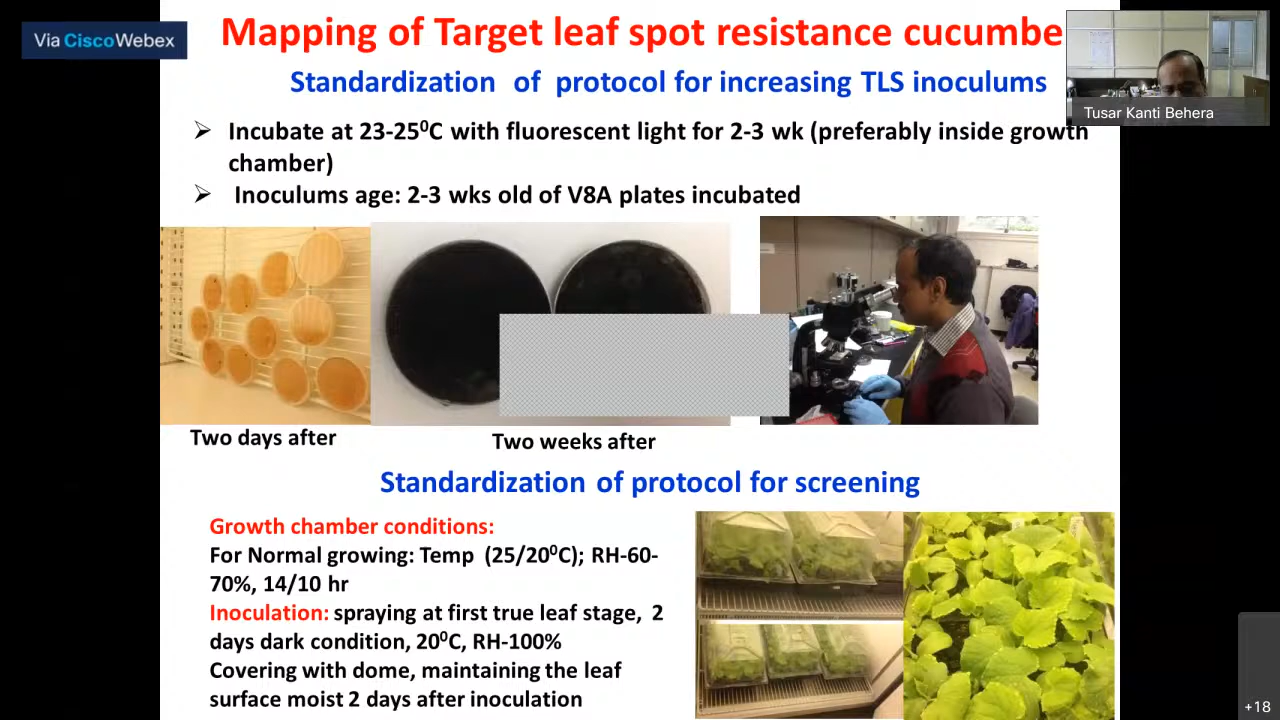 Via Cisco Webex
Mapping of Target leaf spot resistance cucumbe
Standardization of protocol for increasing TLS inoculums
Tusar Kanti Behera
➢ Incubate at 23-25⁰C with fluorescent light for 2-3 wk (preferably inside growth
chamber)
➢ Inoculums age: 2-3 wks old of V8A plates incubated
Two days after
Two weeks after
Standardization of protocol for screening
Growth chamber conditions:
For Normal growing: Temp (25/20⁰C); RH-60-
70%, 14/10 hr
Inoculation: spraying at first true leaf stage, 2
days dark condition, 20⁰C, RH-100%
Covering with dome, maintaining the leaf
surface moist 2 days after inoculation
+18